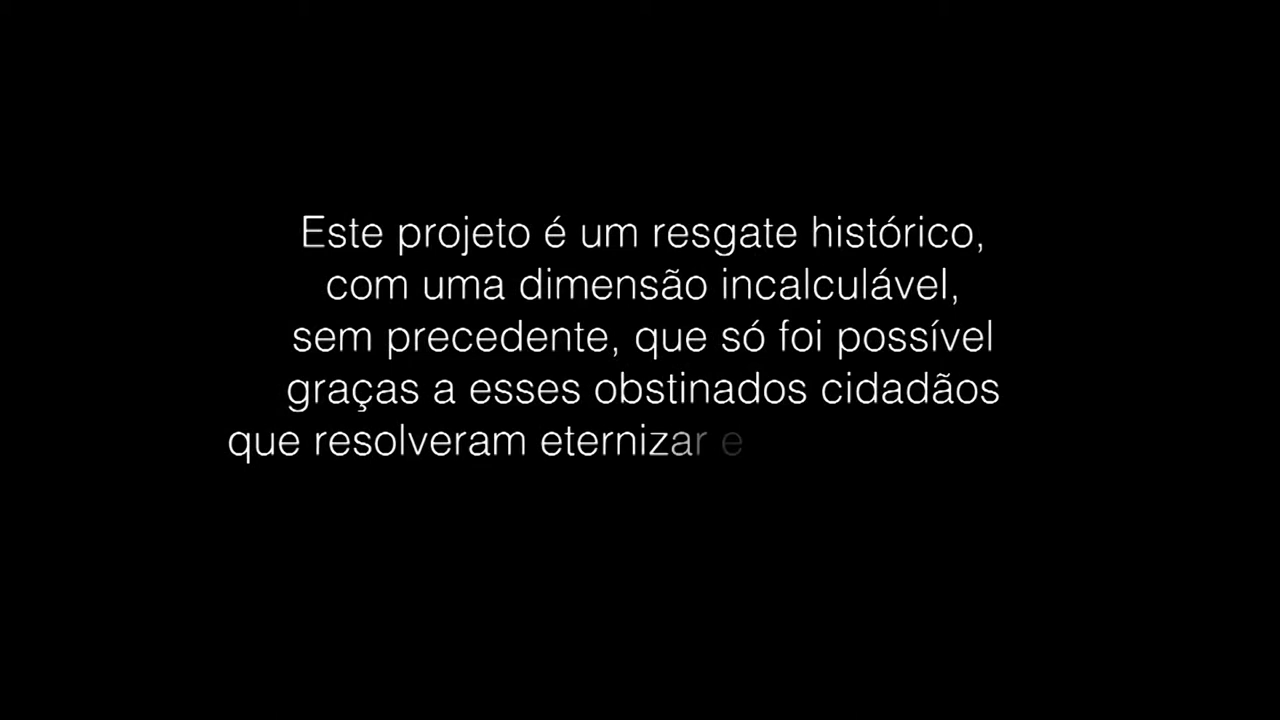 Este projeto é um resgate histórico,
com uma dimensão incalculável,
sem precedente, que só foi possível
graças a esses obstinados cidadãos
que resolveram eternizar e